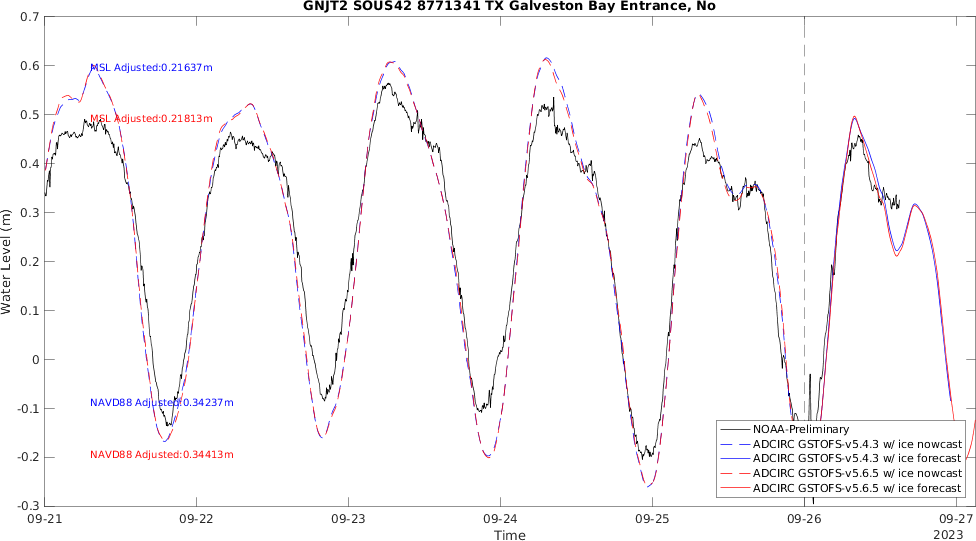 GNJT2 SOUS42 8771341 TX Galveston Bay Entrance, No
0.7
0.6
0.5
0.4
0.3
0.2
0.1
0
-0.1
-0.2
-0.3
Water Level (m)
MSL Adjusted:0.21637m
MSL Adjusted:0.21813m
NAVD88 Adjusted:0.34237m
NAVD88 Adjusted:0.34413m
NOAA-Preliminary
ADCIRC GSTOFS-v5.4.3 w/ ice nowcast
ADCIRC GSTOFS-v5.4.3 w/ ice forecast
ADCIRC GSTOFS-v5.6.5 w/ ice nowcast
ADCIRC GSTOFS-v5.6.5 w/ ice forecast
09-21 09-22 09-23 09-24 09-25 09-26 09-27
Time
2023